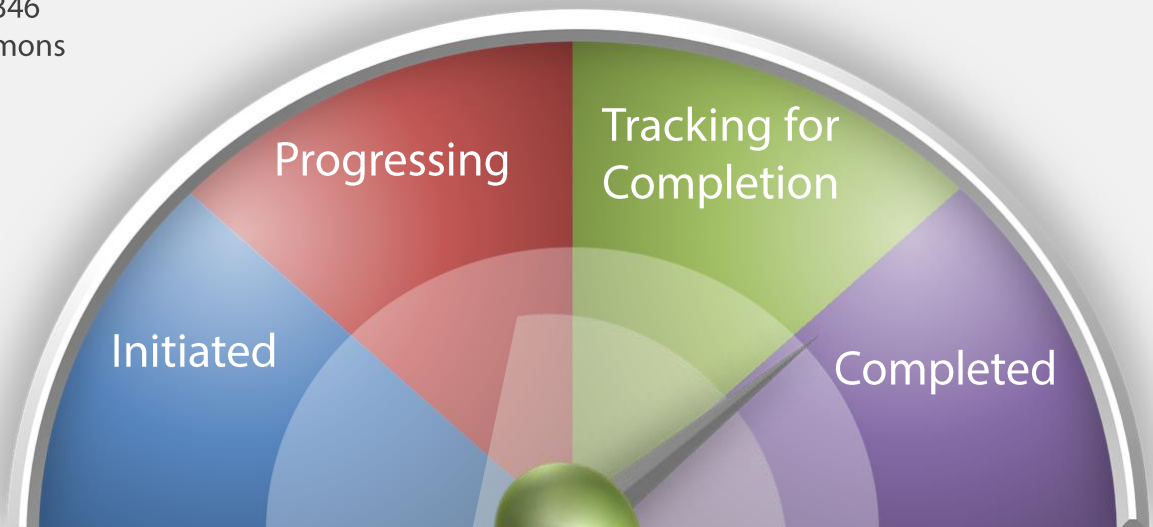 Progressing
Tracking for
Completion
Initiated
Completed